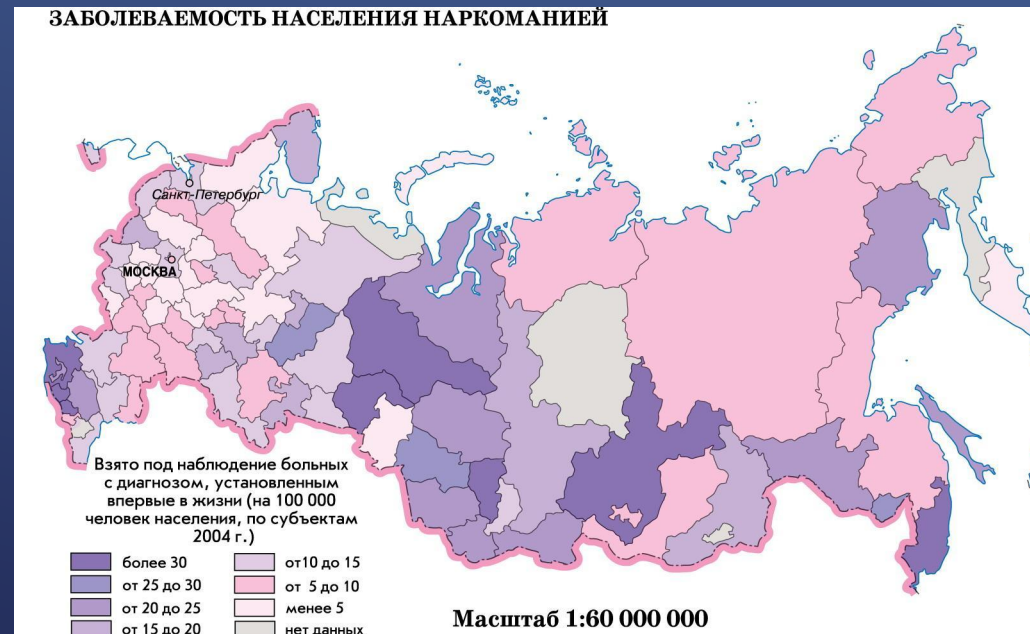 ЗАБОЛЕВАЕМОСТЬ НАСЕЛЕНИЯ НАРКОМАНИЕЙ
Санкт-Петербург
МОСКВА
Взято под наблюдение больных
с диагнозом, установленным
впервые в жизни (на 100 000
человек населения, по субъектам
2004 г.)
более 30
от 25 до 30
от 20 до 25
от 15 до 20
от10 до 15
от 5 до 10
менее 5
нет данных
Масштаб 1:60 000 000